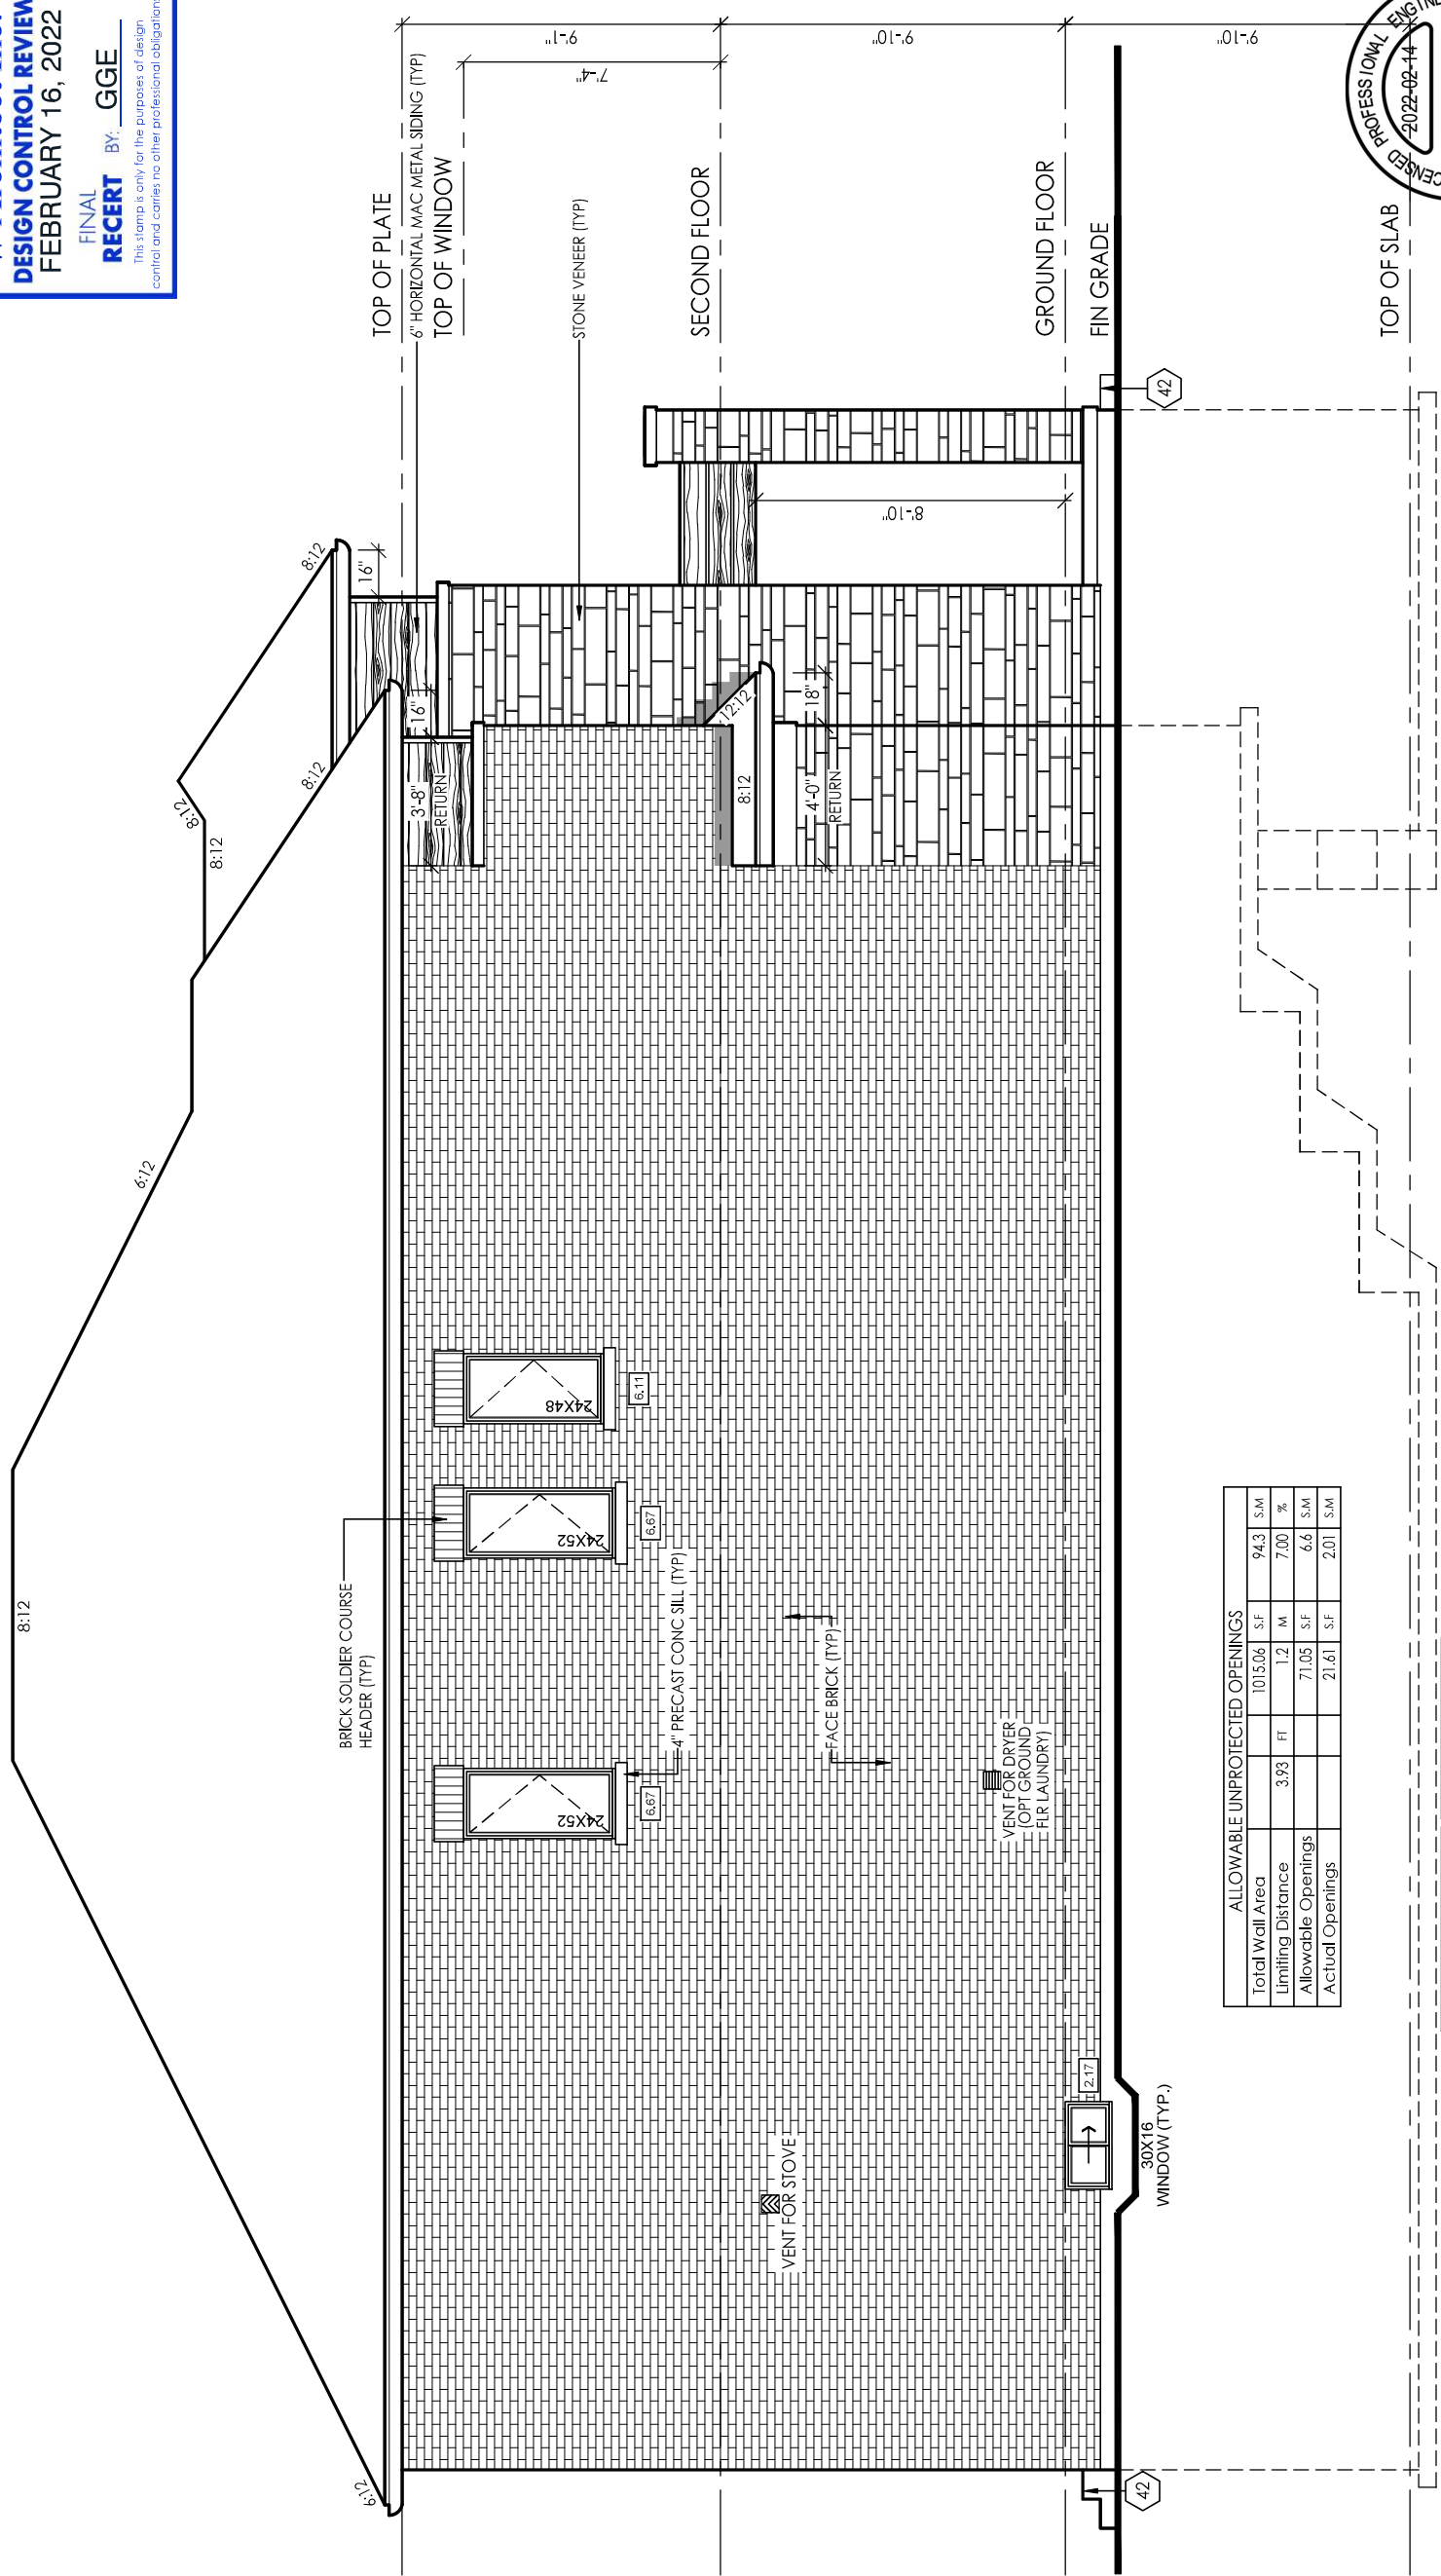 DESIGN CONTROL REVIEW
FEBRUARY 16, 2022
FINAL
RECERT BY: GGE
This stamp is only for the purposes of design
control and carries no other professional obligations
8:12
6:12
8:12
8:12
8:12
8:12
6:12
16"
16"
TOP OF PLATE
6" HORIZONTAL MAC METAL SIDING (TYP)
TOP OF WINDOW
STONE VENEER (TYP)
SECOND FLOOR
GROUND FLOOR
FIN GRADE
TOP OF SLAB
9'-1"
7'-4"
9'-10"
9'-10"
8'-10"
3'-8"
RETURN
12:12
8:12
18"
4'-0"
RETURN
BRICK SOLDIER COURSE
HEADER (TYP)
24X52
24X52
24X48
6.67
6.67
6.11
4" PRECAST CONC SILL (TYP)
FACE BRICK (TYP)
VENT FOR STOVE
VENT FOR DRYER
(OPT GROUND
FLR LAUNDRY)
2.17
30X16
WINDOW (TYP.)
42
42
ALLOWABLE UNPROTECTED OPENINGS
Total Wall Area 1015.06 S.F 94.3 S.M
Limiting Distance 3.93 FT 1.2 M 7.00 %
Allowable Openings 71.05 S.F 6.6 S.M
Actual Openings 21.61 S.F 2.01 S.M
PROFESSIONAL
2022-02-14